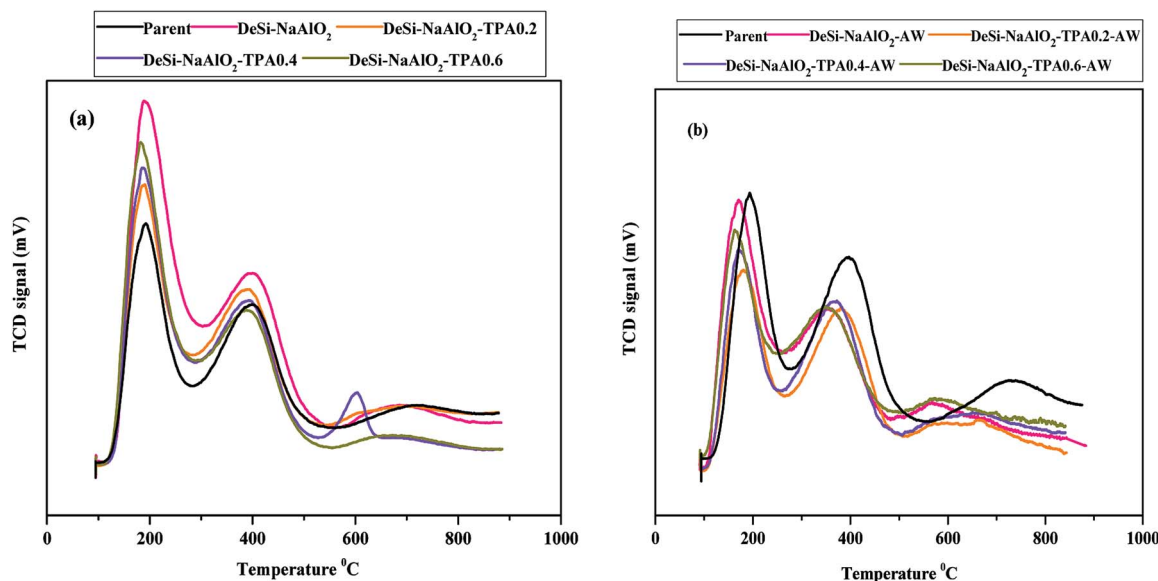 Parent DeSi-NaAlO₂ DeSi-NaAlO₂-TPA0.2
DeSi-NaAlO₂-TPA0.4 DeSi-NaAlO₂-TPA0.6
(a)
TCD signal (mV)
0 200 400 600 800 1000
Temperature ⁰C
Parent DeSi-NaAlO₂-AW DeSi-NaAlO₂-TPA0.2-AW
DeSi-NaAlO₂-TPA0.4-AW DeSi-NaAlO₂-TPA0.6-AW
(b)
TCD signal (mV)
0 200 400 600 800 1000
Temperature ⁰C